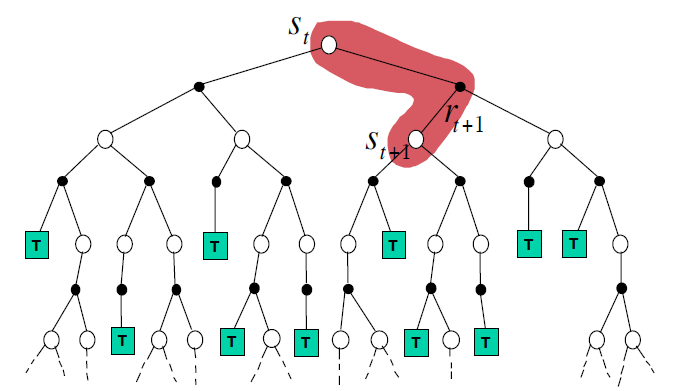 s_t
r_{t+1}
s_{t+1}
T T T T T
T T T T T